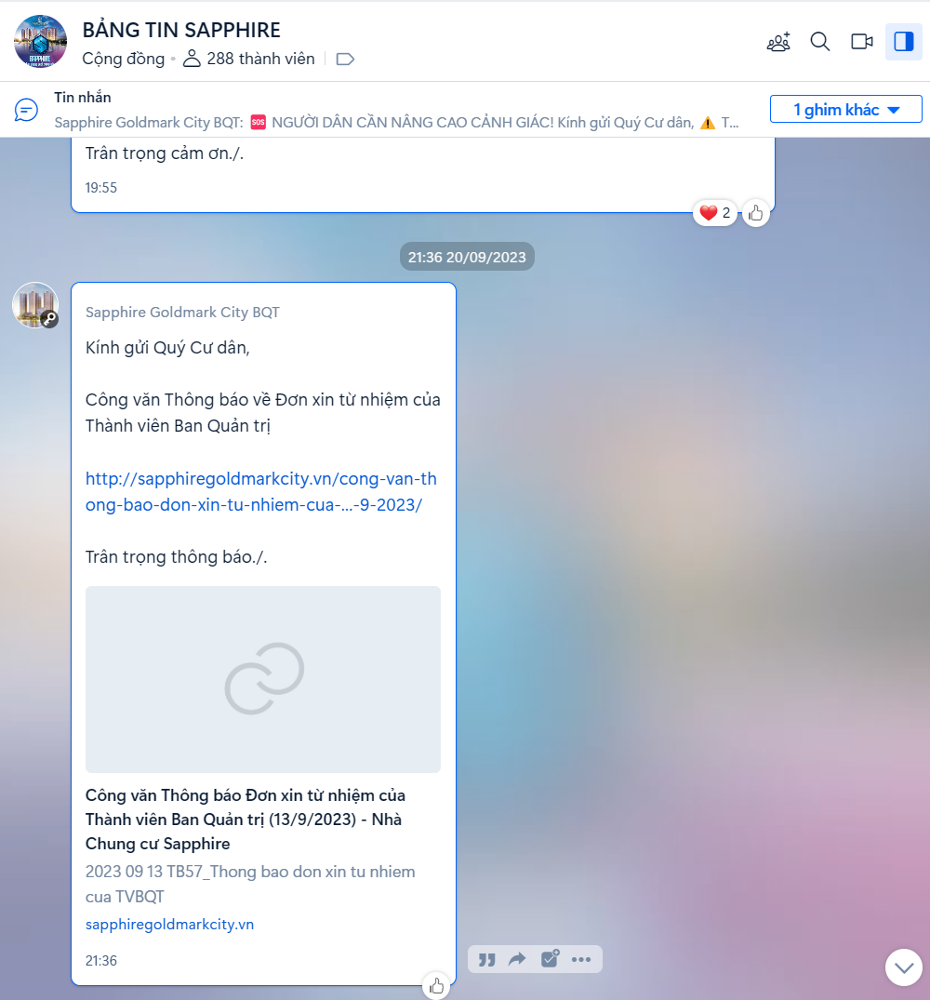 BẢNG TIN SAPPHIRE
Cộng đồng • 288 thành viên
Tin nhắn
Sapphire Goldmark City BQT: 🆘 NGƯỜI DÂN CẦN NÂNG CAO CẢNH GIÁC! Kính gửi Quý Cư dân, ⚠️ T...
1 ghim khác
Trân trọng cảm ơn./.
19:55
2
21:36 20/09/2023
Sapphire Goldmark City BQT
Kính gửi Quý Cư dân,
Công văn Thông báo về Đơn xin từ nhiệm của
Thành viên Ban Quản trị
http://sapphiregoldmarkcity.vn/cong-van-th
ong-bao-don-xin-tu-nhiem-cua-...-9-2023/
Trân trọng thông báo./.
Công văn Thông báo Đơn xin từ nhiệm của
Thành viên Ban Quản trị (13/9/2023) - Nhà
Chung cư Sapphire
2023 09 13 TB57_Thong bao don xin tu nhiem
cua TVBQT
sapphiregoldmarkcity.vn
21:36